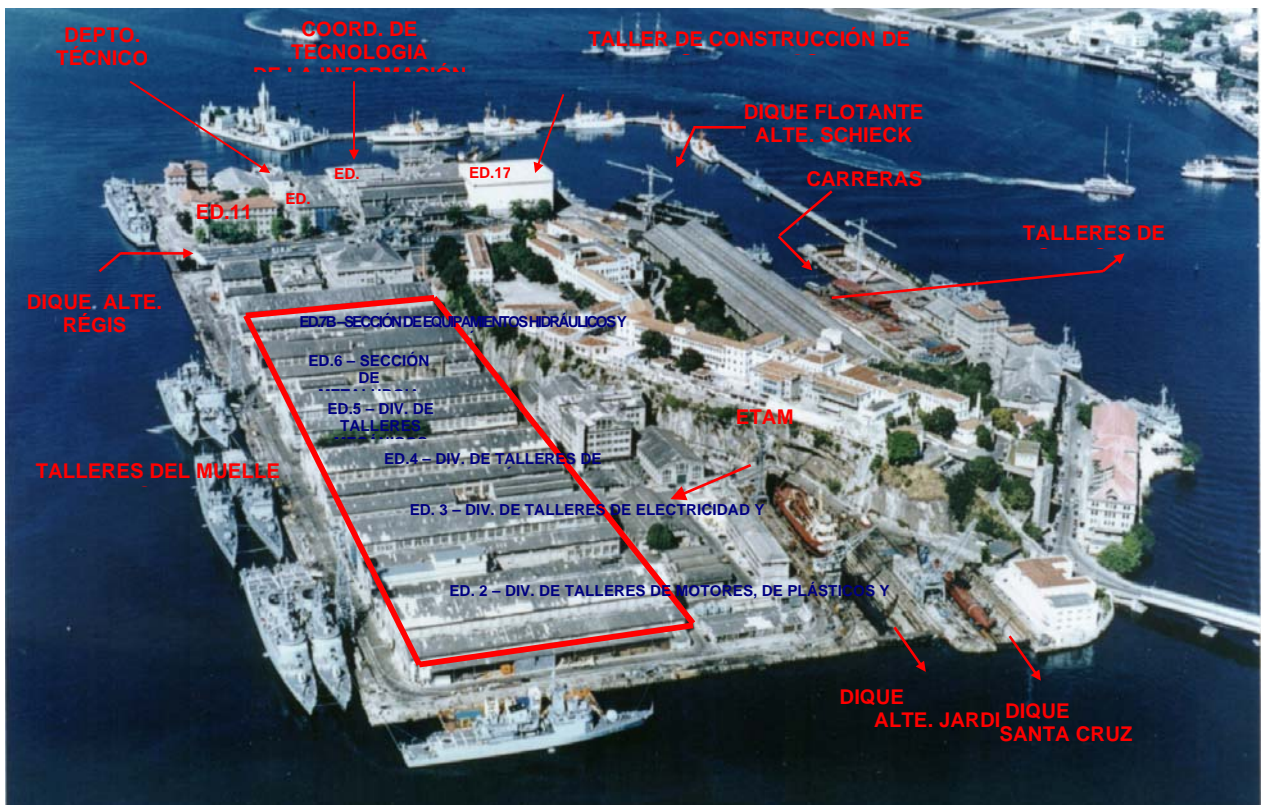 DEPTO.
TÉCNICO
COORD. DE
TECNOLOGIA
DE LA INFORMACIÓN
TALLER DE CONSTRUCCIÓN DE
DIQUE FLOTANTE
ALTE. SCHIECK
CARRERAS
TALLERES DE
ED.
ED.17
ED.
ED.11
DIQUE. ALTE.
RÉGIS
ED.7B–SECCIÓN DE EQUIPAMENTOS HIDRÁULICOS Y
ED.6 – SECCIÓN
DE
ED.5 – DIV. DE
TALLERES
ETAM
ED.4 – DIV. DE TALLERES DE
TALLERES DEL MUELLE
ED. 3 – DIV. DE TALLERES DE ELECTRICIDAD Y
ED. 2 – DIV. DE TALLERES DE MOTORES, DE PLÁSTICOS Y
DIQUE
ALTE. JARDI
DIQUE
SANTA CRUZ